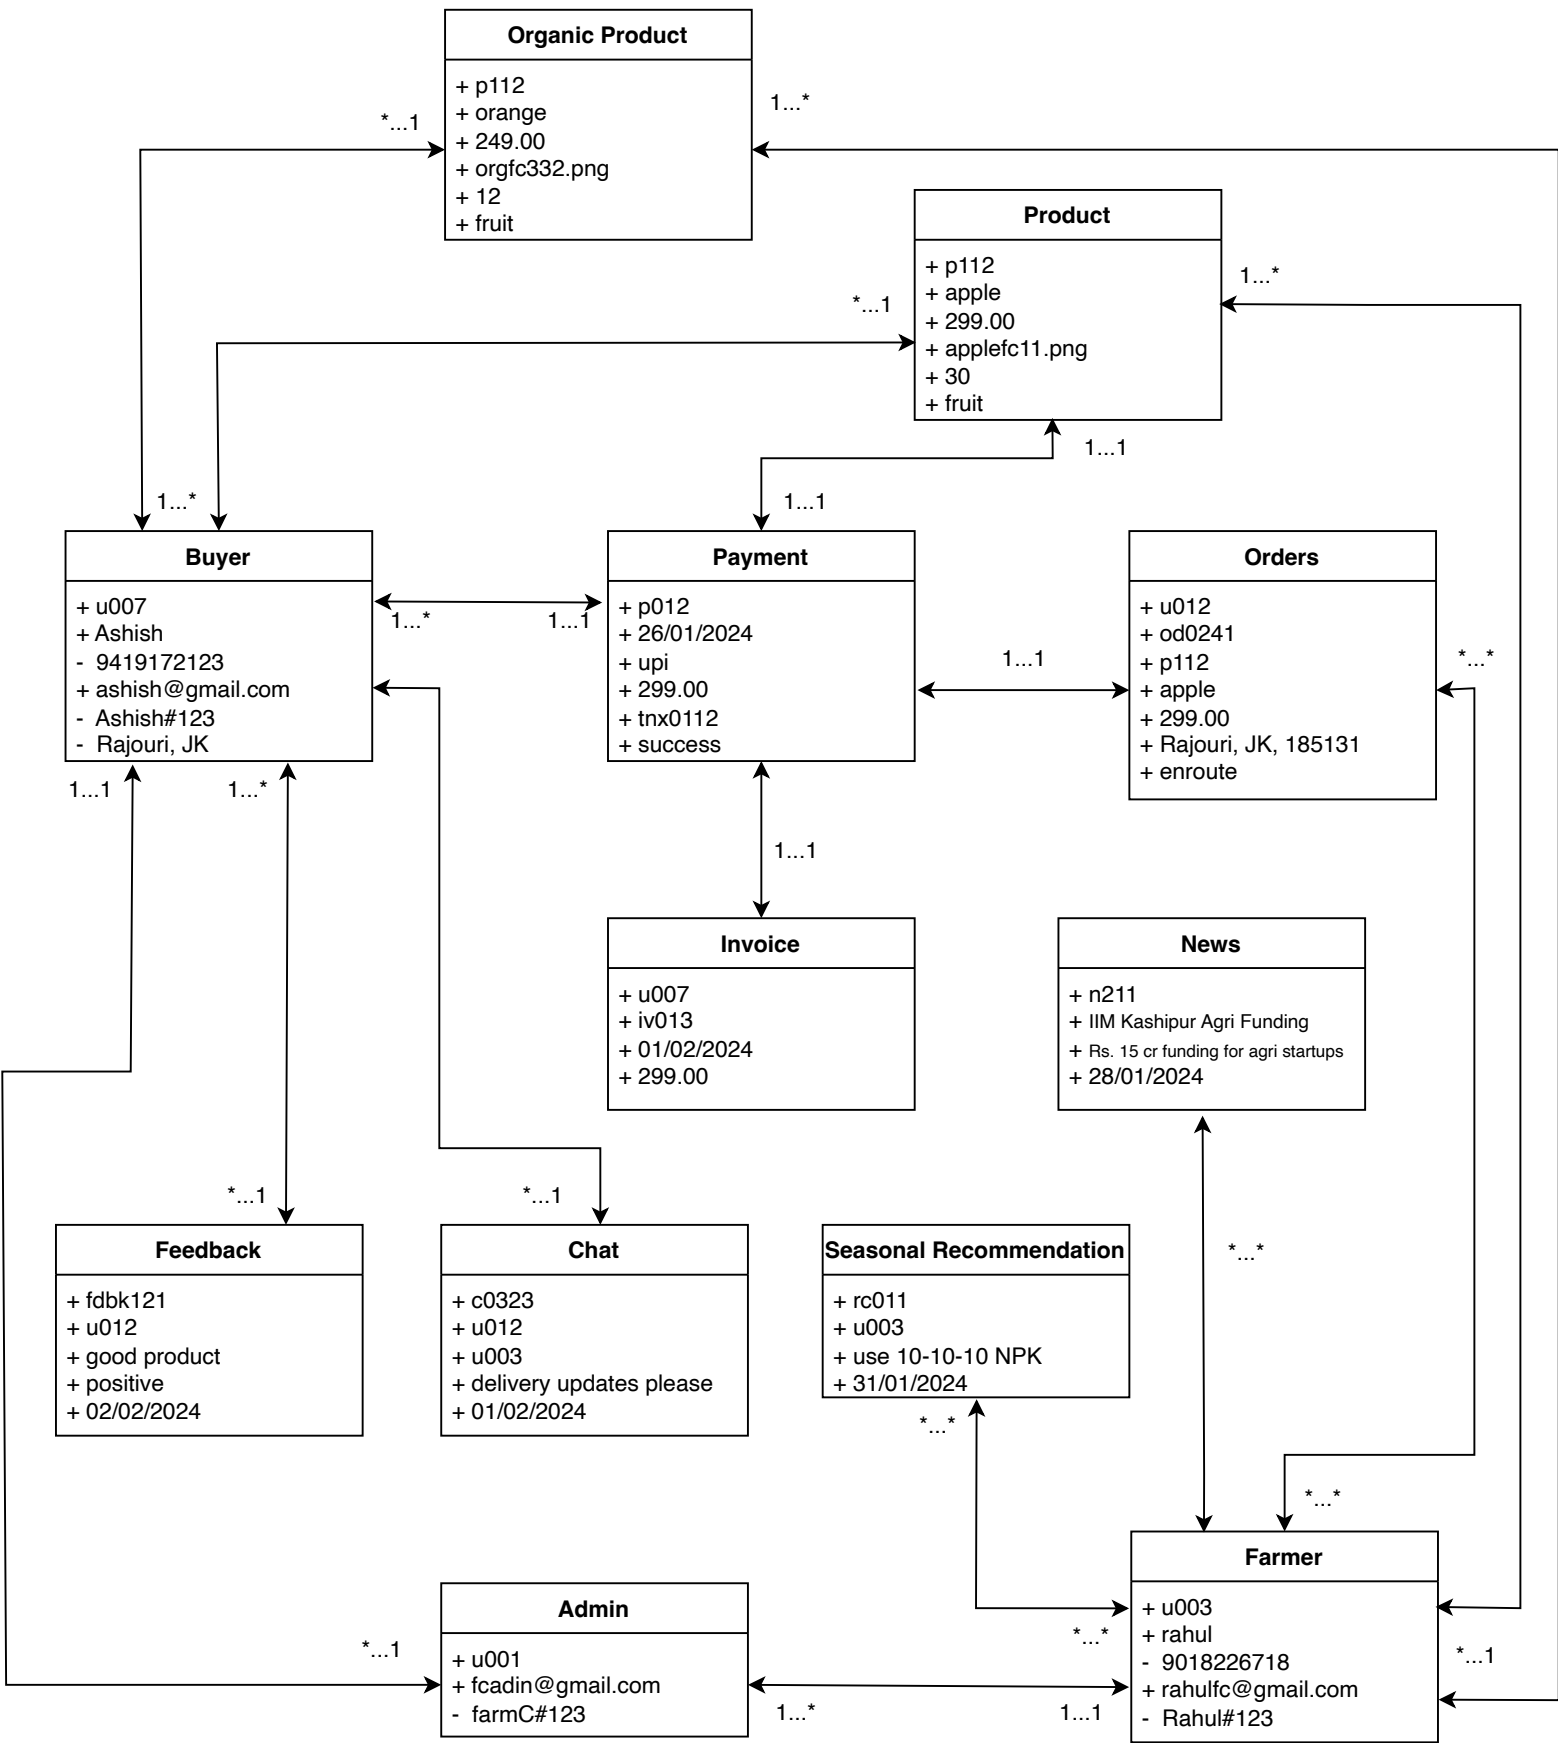 Organic Product
+ p112
+ orange
+ 249.00
+ orgfc332.png
+ 12
+ fruit
*...1
1...*
Product
+ p112
+ apple
+ 299.00
+ applefc11.png
+ 30
+ fruit
*...1
1...*
1...1
1...1
1...*
Buyer
+ u007
+ Ashish
- 9419172123
+ ashish@gmail.com
- Ashish#123
- Rajouri, JK
1...*
1...1
Payment
+ p012
+ 26/01/2024
+ upi
+ 299.00
+ tnx0112
+ success
1...1
Orders
+ u012
+ od0241
+ p112
+ apple
+ 299.00
+ Rajouri, JK, 185131
+ enroute
*...*
1...1
1...*
1...1
Invoice
+ u007
+ iv013
+ 01/02/2024
+ 299.00
News
+ n211
+ IIM Kashipur Agri Funding
+ Rs. 15 cr funding for agri startups
+ 28/01/2024
*...1
*...1
*...*
Feedback
+ fdbk121
+ u012
+ good product
+ positive
+ 02/02/2024
Chat
+ c0323
+ u012
+ u003
+ delivery updates please
+ 01/02/2024
Seasonal Recommendation
+ rc011
+ u003
+ use 10-10-10 NPK
+ 31/01/2024
*...*
*...*
*...*
*...1
Admin
+ u001
+ fcadin@gmail.com
- farmC#123
1...*
1...1
Farmer
+ u003
+ rahul
- 9018226718
+ rahulfc@gmail.com
- Rahul#123
*...1